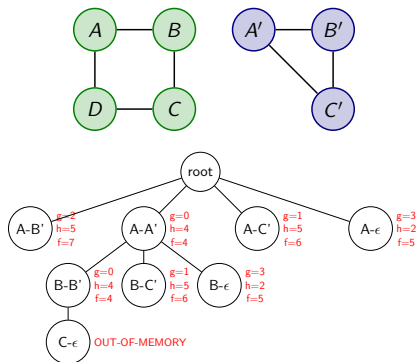 A B A′ B′
D C C′
root
A-B' g=2 h=5 f=7
A-A' g=0 h=4 f=4
A-C' g=1 h=5 f=6
A-ϵ g=3 h=2 f=5
B-B' g=0 h=4 f=4
B-C' g=1 h=5 f=6
B-ϵ g=3 h=2 f=5
C-ϵ OUT-OF-MEMORY